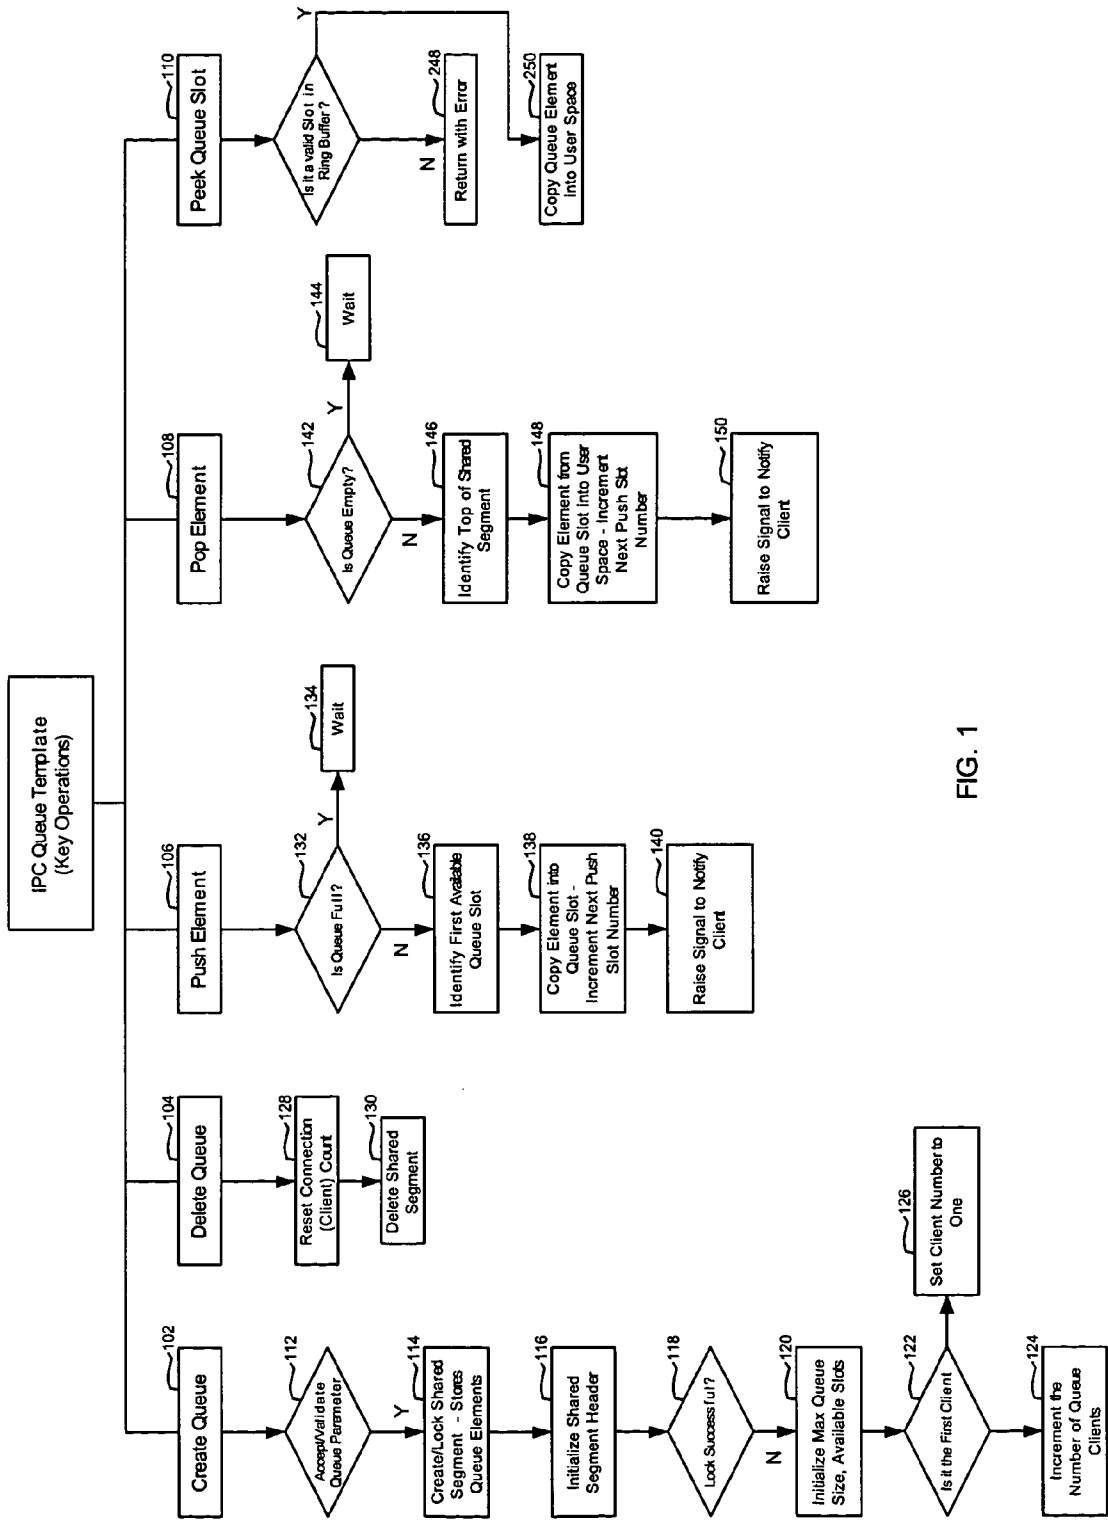 IPC Queue Template
(Key Operations)
102
Create Queue
112
Accept/Validate
Queue Parameter
Y
114
Create/Lock Shared
Segment - Stores
Queue Elements
116
Initialize Shared
Segment Header
118
Lock Successful?
N
120
Initialize Max Queue
Size, Available Slots
122
Is it the First Client
126
Set Client Number to
One
124
Increment the
Number of Queue
Clients
104
Delete Queue
128
Reset Connection
(Client) Count
130
Delete Shared
Segment
106
Push Element
132
Is Queue Full?
Y
134
Wait
N
136
Identify First Available
Queue Slot
138
Copy Element into
Queue Slot -
Increment Next Push
Slot Number
140
Raise Signal to Notify
Client
108
Pop Element
142
Is Queue Empty?
Y
144
Wait
N
146
Identify Top of Shared
Segment
148
Copy Element from
Queue Slot into User
Space - Increment
Next Push Slot
Number
150
Raise Signal to Notify
Client
110
Peek Queue Slot
Is it a valid Slot in
Ring Buffer?
Y
N
248
Return with Error
250
Copy Queue Element
into User Space
FIG. 1